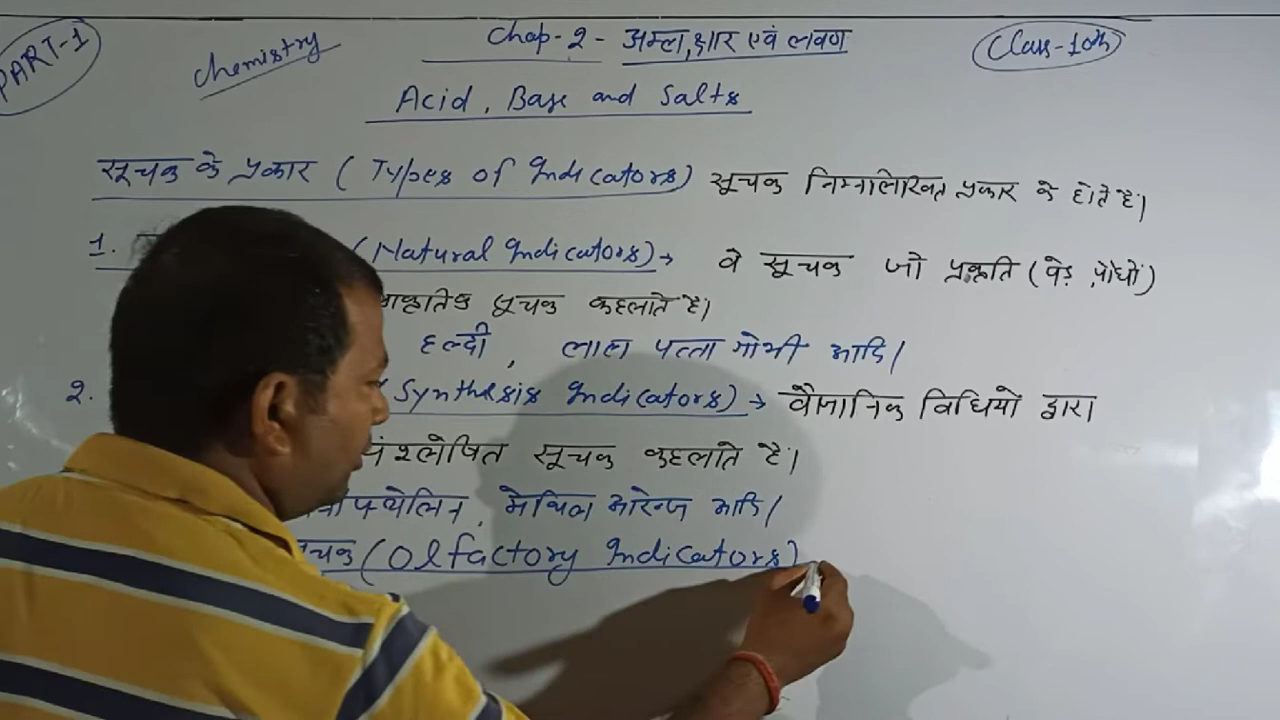 PART-1
Chemistry
Chap-2- अम्ल,क्षार एवं लवण
Class-10th
Acid, Base and Salts
सूचक के प्रकार (Types of Indicators) सूचक निम्नलिखित प्रकार के होते है।
1. (Natural Indicators)→ वे सूचक जो प्रकृति (पेड़ पौधों)
सूचक कहलाते है।
हल्दी, लाल पत्ता गोभी आदि।
2. Synthesis Indicators)→ वैज्ञानिक विधियो द्वारा
संश्लेषित सूचक कहलाते है।
मेथिल ऑरेन्ज आदि।
(Olfactory Indicators)